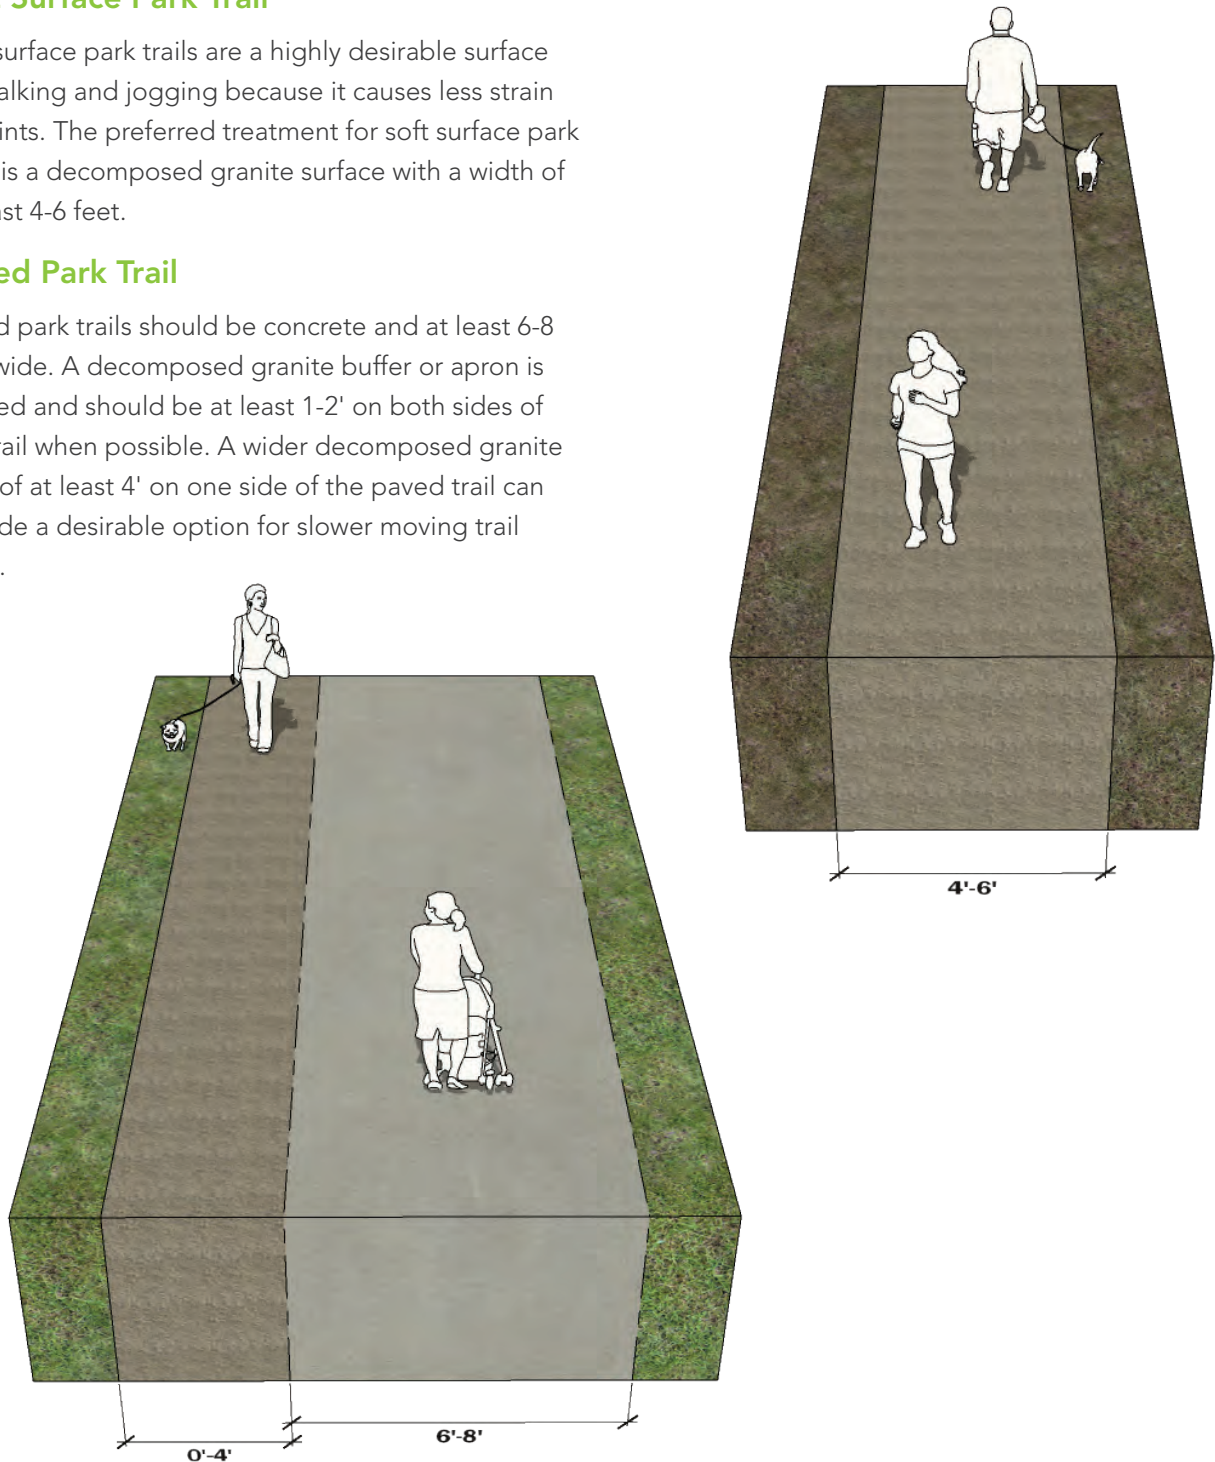 Surface Park Trail
surface park trails are a highly desirable surface
alking and jogging because it causes less strain
ints. The preferred treatment for soft surface park
is a decomposed granite surface with a width of
ast 4-6 feet.
ed Park Trail
d park trails should be concrete and at least 6-8
wide. A decomposed granite buffer or apron is
ed and should be at least 1-2' on both sides of
rail when possible. A wider decomposed granite
of at least 4' on one side of the paved trail can
de a desirable option for slower moving trail
.
4'-6'
6'-8'
0'-4'